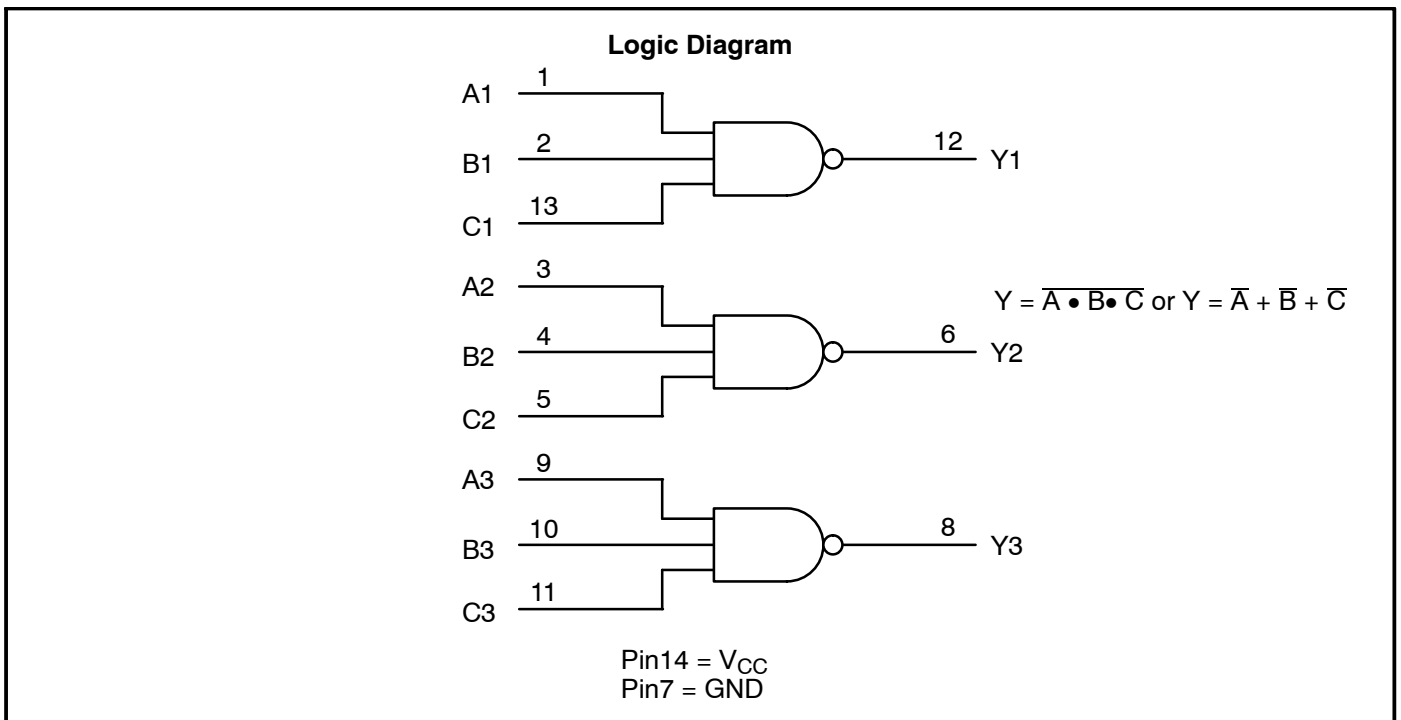 Logic Diagram
A1 1
B1 2 12 Y1
C1 13
A2 3
Y = A̅ ̅•̅ ̅B̅•̅ ̅C̅ or Y = A̅ + B̅ + C̅
B2 4 6 Y2
C2 5
A3 9
B3 10 8 Y3
C3 11
Pin14 = VCC
Pin7 = GND